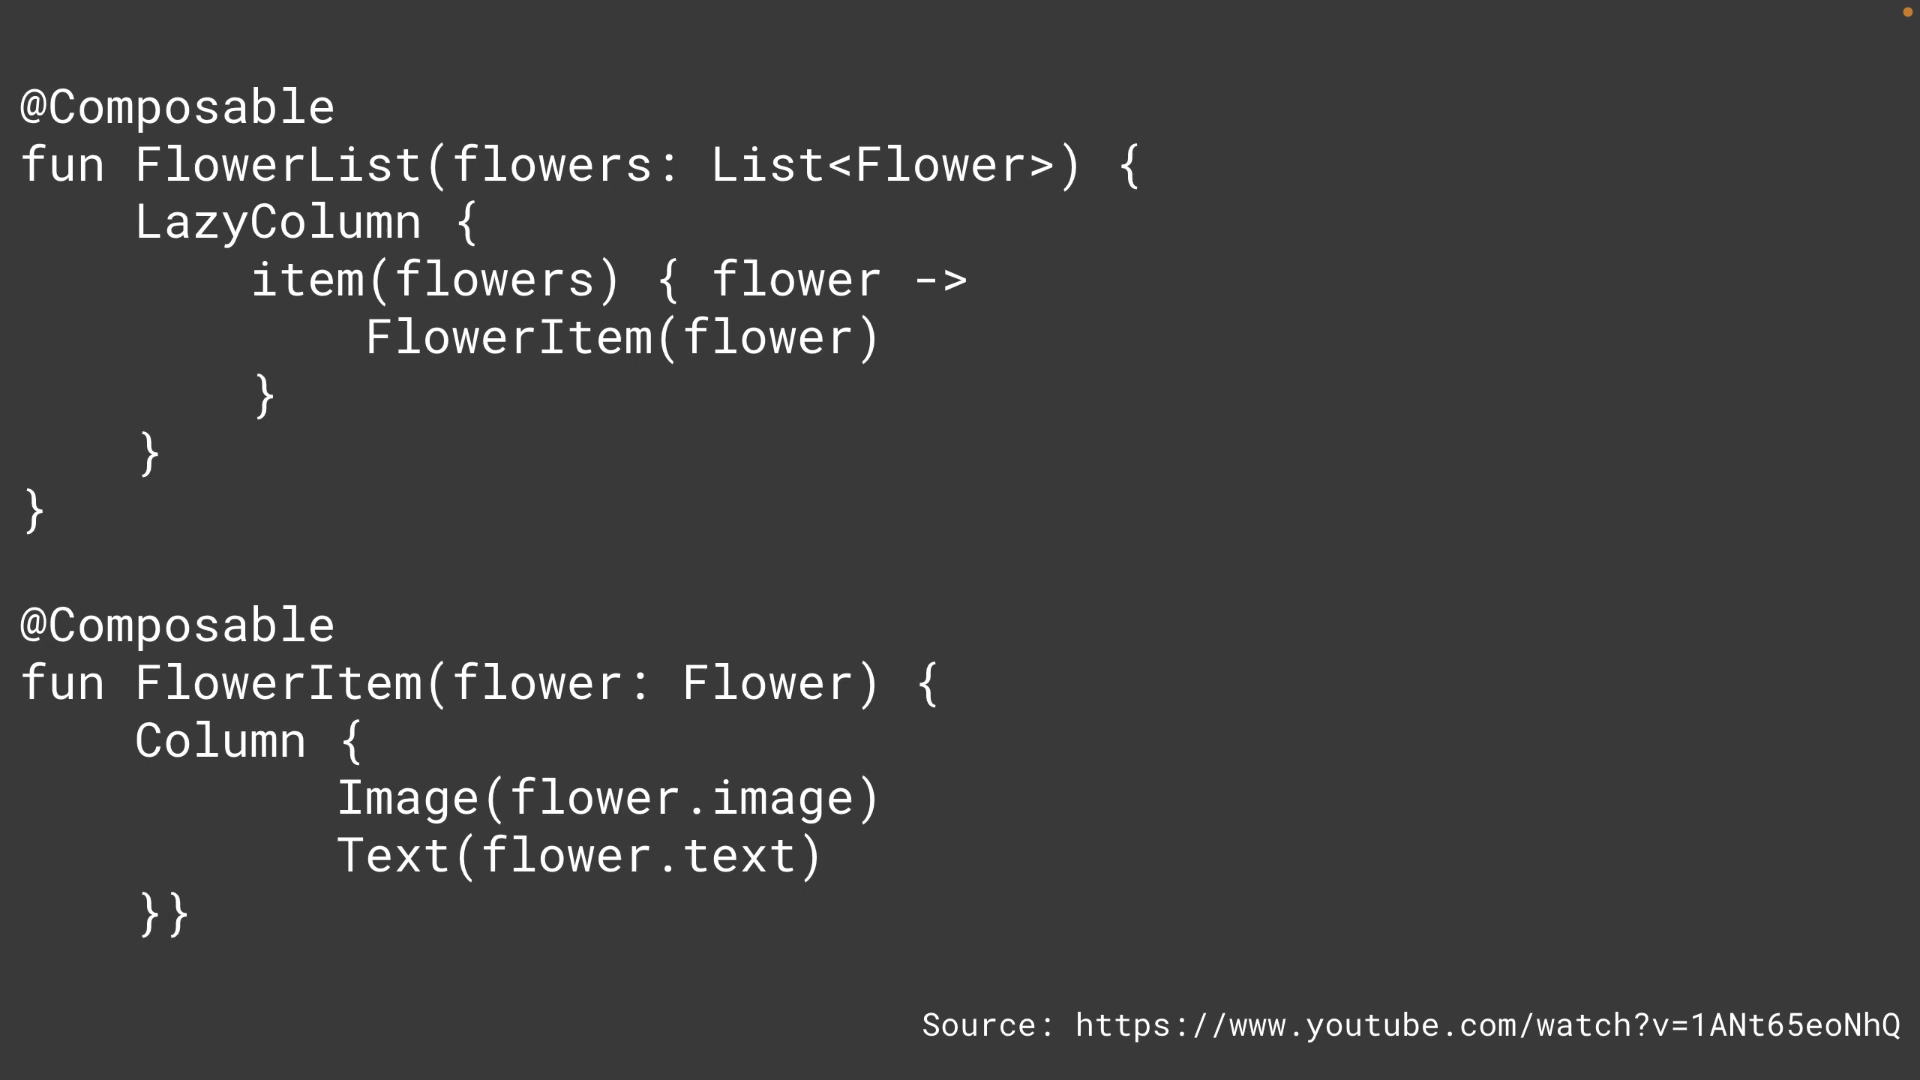 @Composable
fun FlowerList(flowers: List<Flower>) {
    LazyColumn {
        item(flowers) { flower ->
            FlowerItem(flower)
        }
    }
}

@Composable
fun FlowerItem(flower: Flower) {
    Column {
           Image(flower.image)
           Text(flower.text)
    }}
Source: https://www.youtube.com/watch?v=1ANt65eoNhQ